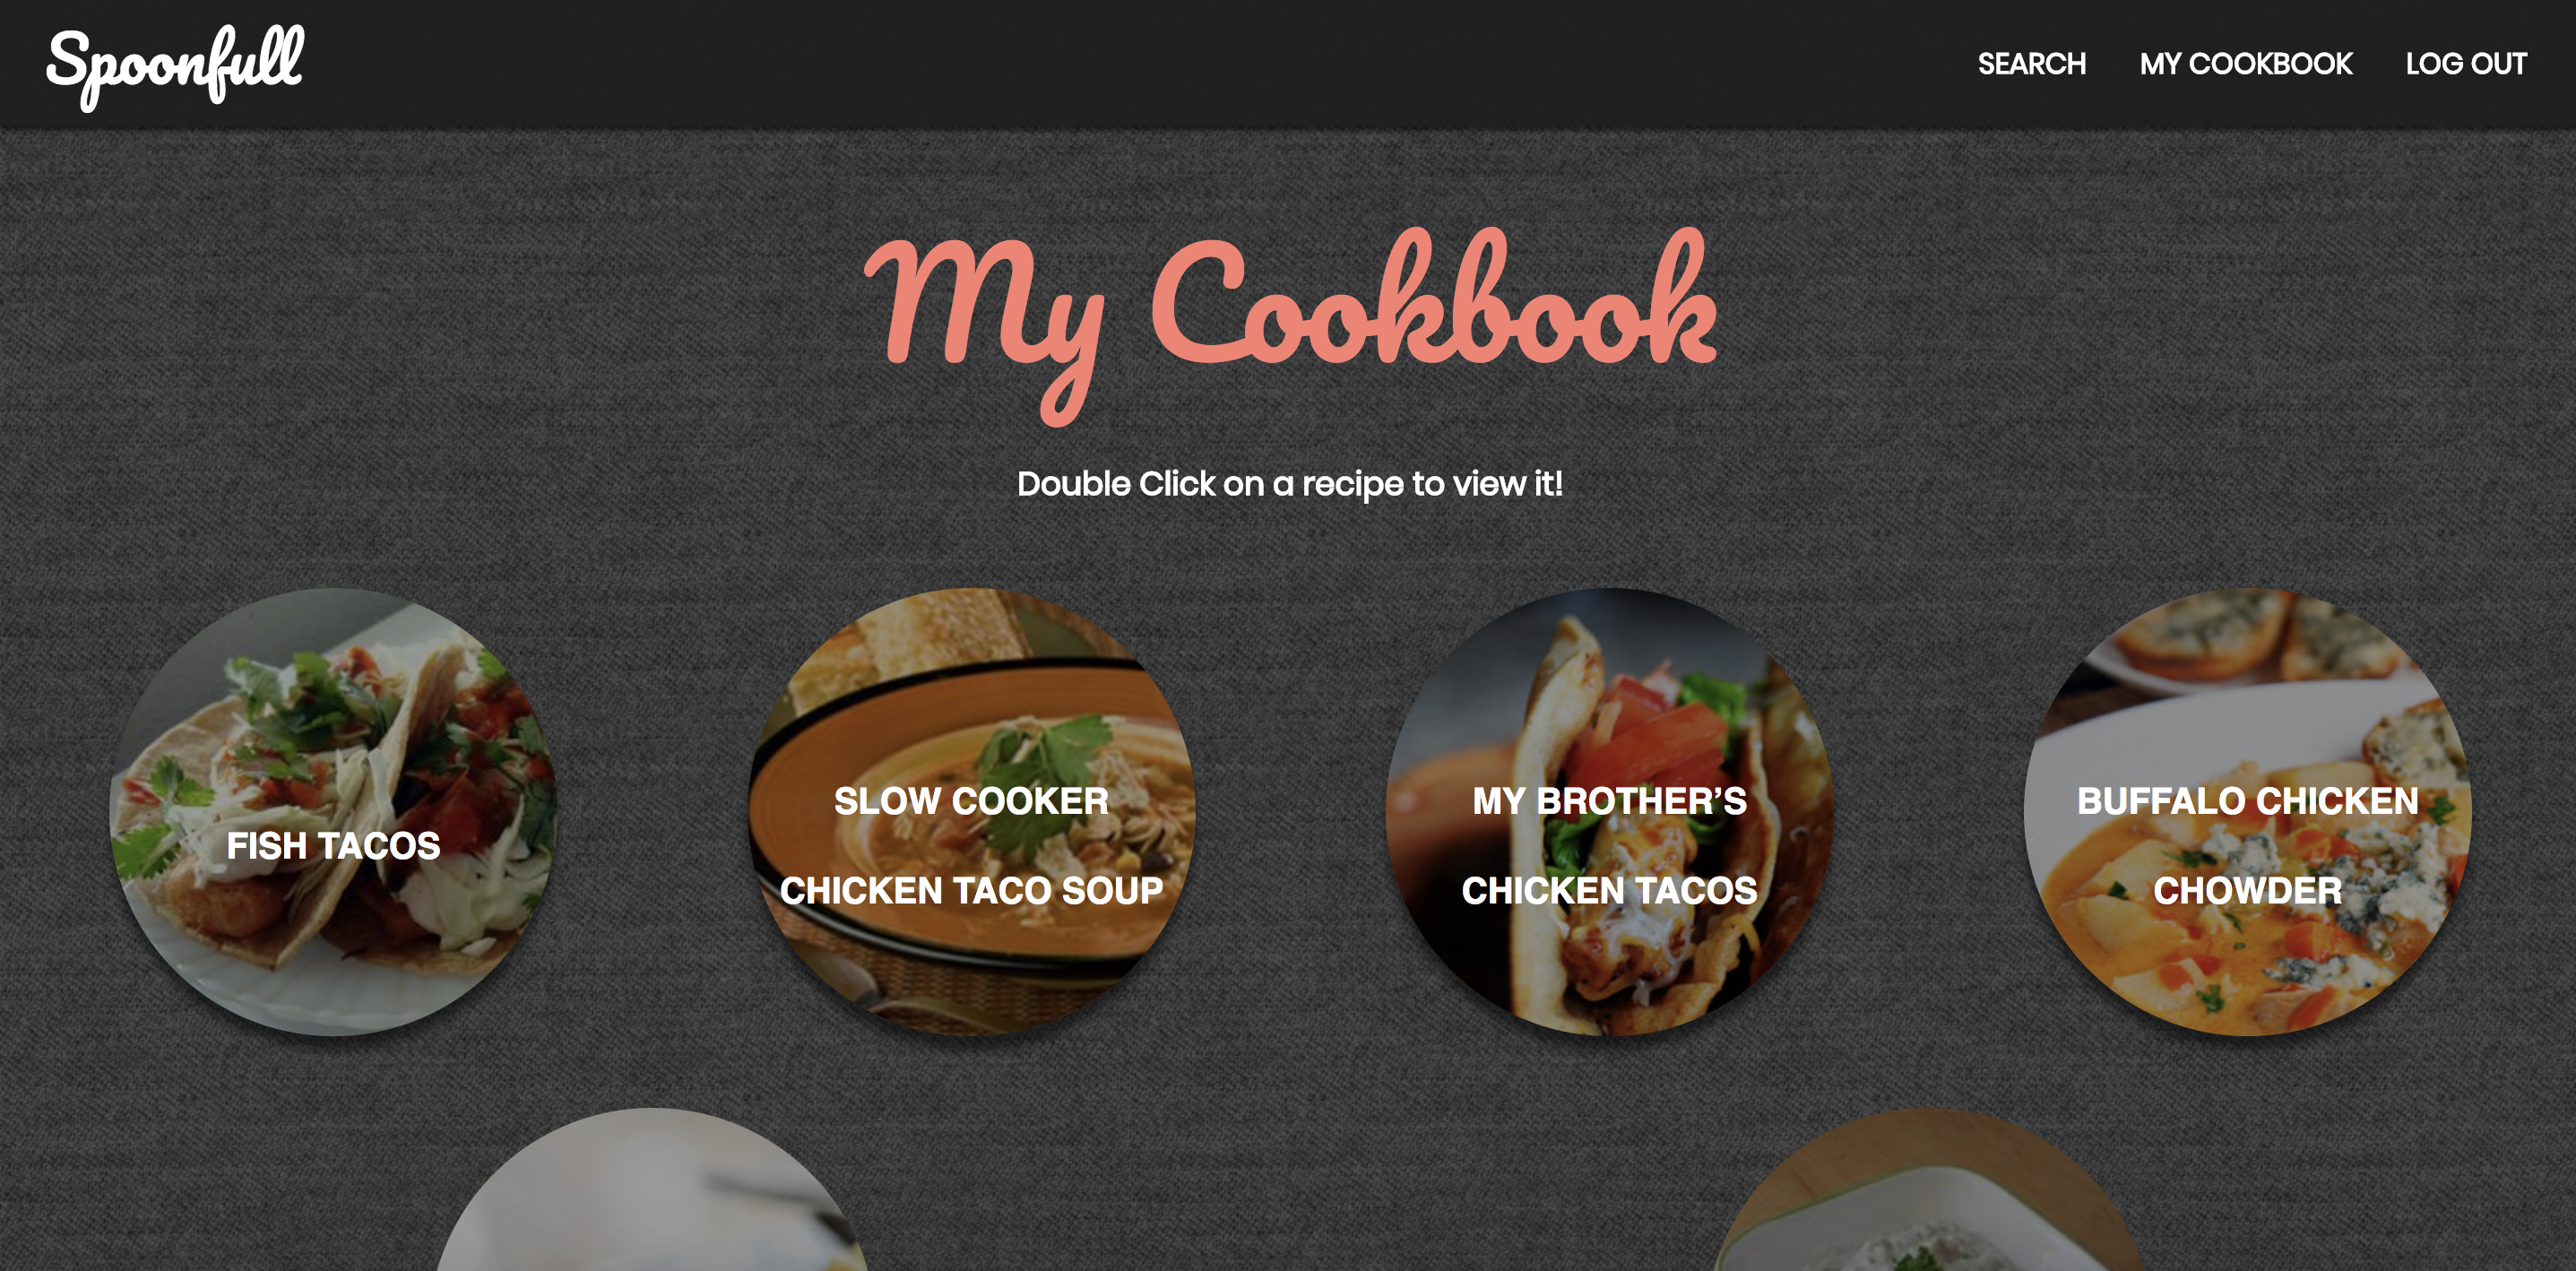 Spoonfull
SEARCH
MY COOKBOOK
LOG OUT
My Cookbook
Double Click on a recipe to view it!
FISH TACOS
SLOW COOKER
CHICKEN TACO SOUP
MY BROTHER’S
CHICKEN TACOS
BUFFALO CHICKEN
CHOWDER